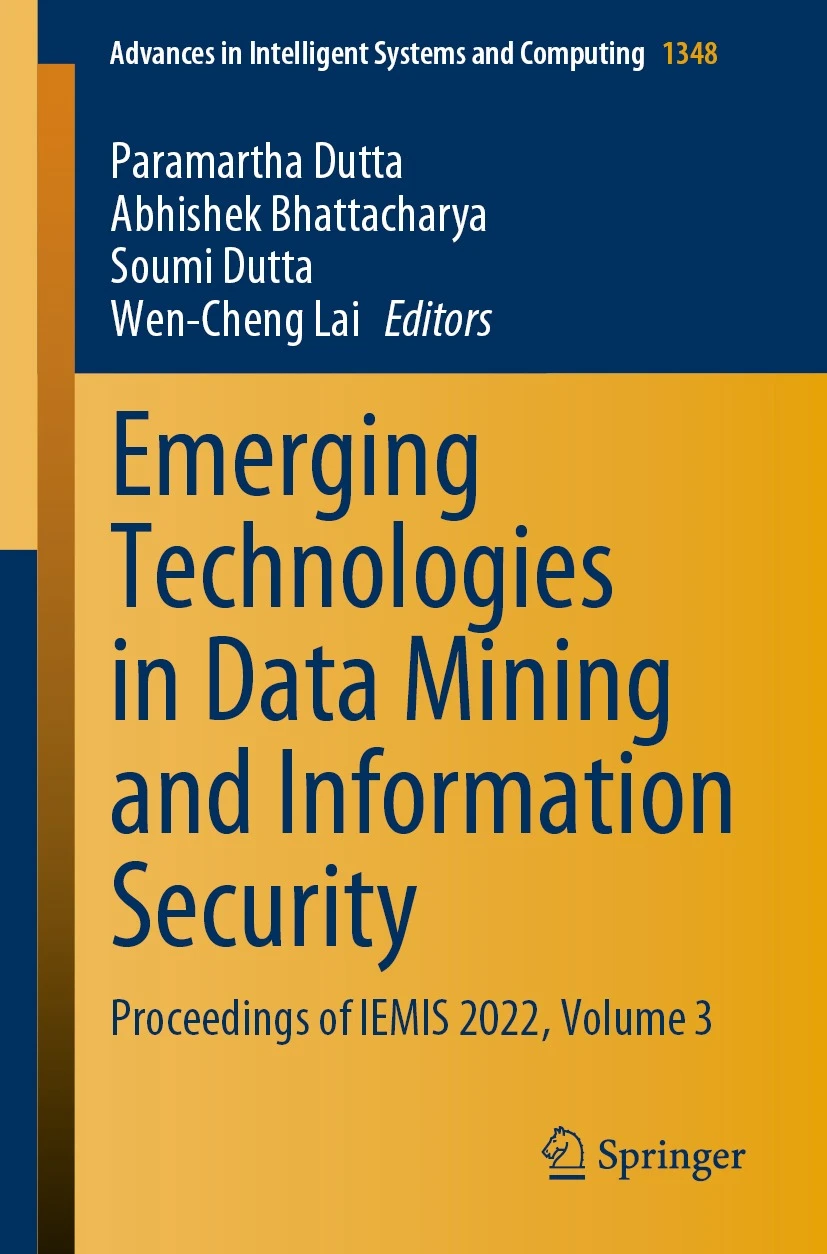 Advances in Intelligent Systems and Computing 1348
Paramartha Dutta
Abhishek Bhattacharya
Soumi Dutta
Wen-Cheng Lai Editors
Emerging
Technologies
in Data Mining
and Information
Security
Proceedings of IEMIS 2022, Volume 3
Springer